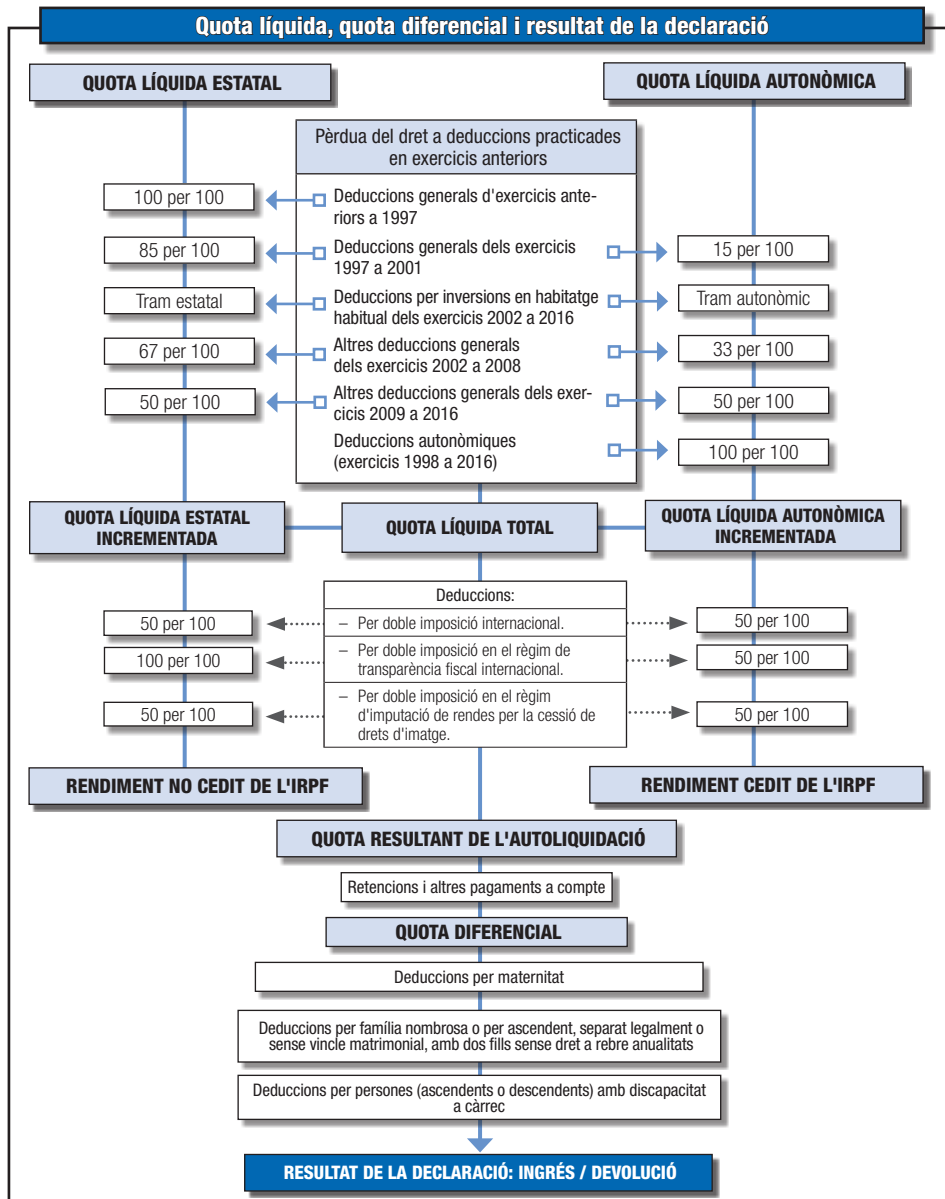 Quota líquida, quota diferencial i resultat de la declaració
QUOTA LÍQUIDA ESTATAL
QUOTA LÍQUIDA AUTONÒMICA
Pèrdua del dret a deduccions practicades
en exercicis anteriors
100 per 100
Deduccions generals d'exercicis ante-
riors a 1997
85 per 100
Deduccions generals dels exercicis
1997 a 2001
15 per 100
Tram estatal
Deduccions per inversions en habitatge
habitual dels exercicis 2002 a 2016
Tram autonòmic
67 per 100
Altres deduccions generals
dels exercicis 2002 a 2008
33 per 100
50 per 100
Altres deduccions generals dels exer-
cicis 2009 a 2016
50 per 100
Deduccions autonòmiques
(exercicis 1998 a 2016)
100 per 100
QUOTA LÍQUIDA ESTATAL
INCREMENTADA
QUOTA LÍQUIDA TOTAL
QUOTA LÍQUIDA AUTONÒMICA
INCREMENTADA
Deduccions:
50 per 100
– Per doble imposició internacional.
50 per 100
100 per 100
– Per doble imposició en el règim de
transparència fiscal internacional.
50 per 100
50 per 100
– Per doble imposició en el règim
d'imputació de rendes per la cessió de
drets d'imatge.
50 per 100
RENDIMENT NO CEDIT DE L'IRPF
RENDIMENT CEDIT DE L'IRPF
QUOTA RESULTANT DE L'AUTOLIQUIDACIÓ
Retencions i altres pagaments a compte
QUOTA DIFERENCIAL
Deduccions per maternitat
Deduccions per família nombrosa o per ascendent, separat legalment o
sense vincle matrimonial, amb dos fills sense dret a rebre anualitats
Deduccions per persones (ascendents o descendents) amb discapacitat
a càrrec
RESULTAT DE LA DECLARACIÓ: INGRÉS / DEVOLUCIÓ